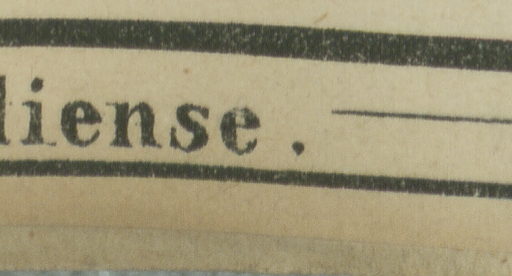 liense. —